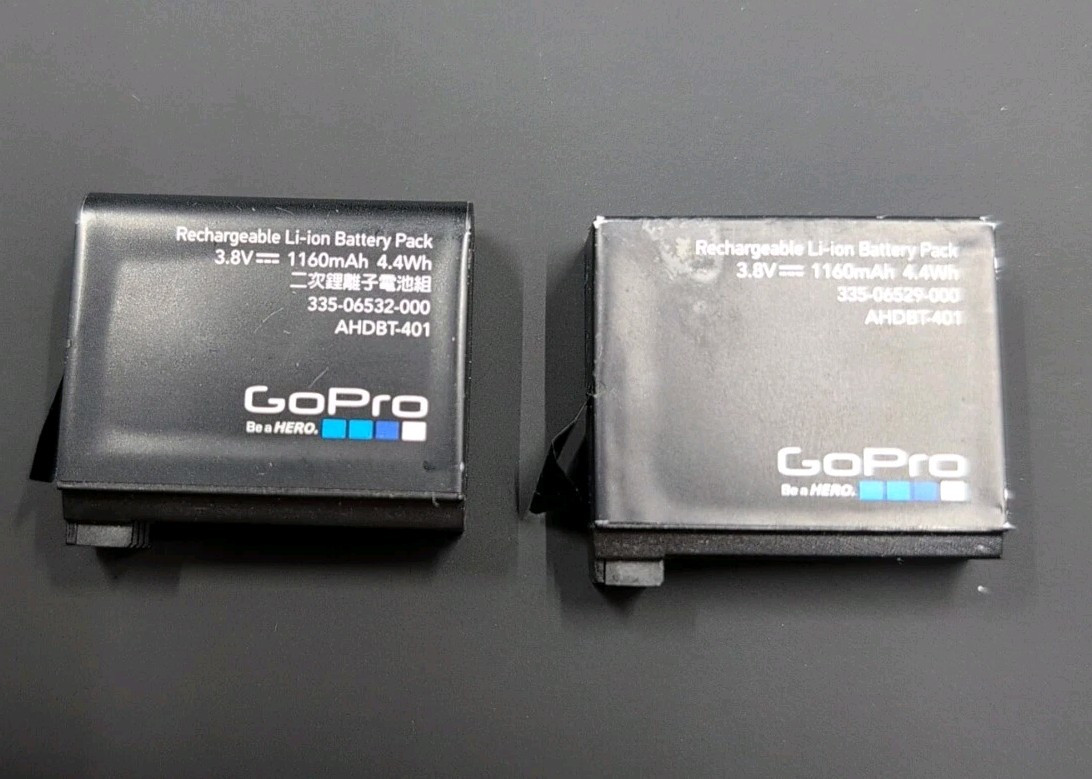 Rechargeable Li-ion Battery Pack
3.8V⎓ 1160mAh 4.4Wh
二次鋰離子電池組
335-06532-000
AHDBT-401
GoPro
Be a HERO.
Rechargeable Li-ion Battery Pack
3.8V⎓ 1160mAh 4.4Wh
335-06529-000
AHDBT-401
GoPro
Be a HERO.